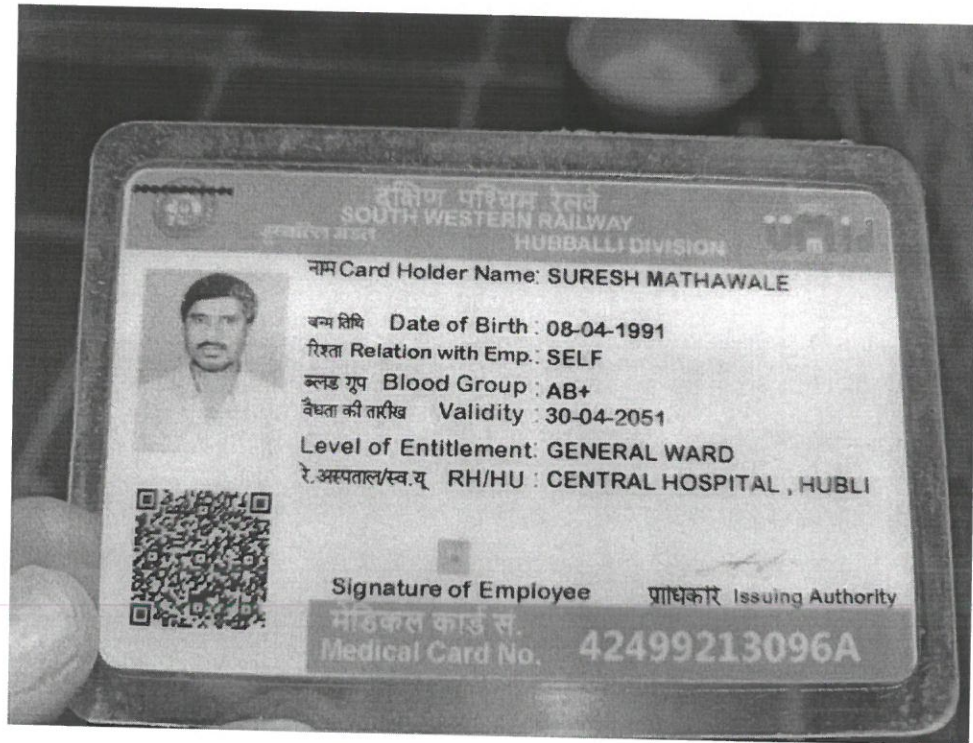 दक्षिण पश्चिम रेलवे
SOUTH WESTERN RAILWAY
HUBBALLI DIVISION
नाम Card Holder Name: SURESH MATHAWALE
जन्म तिथि Date of Birth : 08-04-1991
रिश्ता Relation with Emp.: SELF
ब्लड ग्रुप Blood Group : AB+
वैधता की तारीख Validity : 30-04-2051
Level of Entitlement: GENERAL WARD
रे.अस्पताल/स्व.यू RH/HU : CENTRAL HOSPITAL , HUBLI
Signature of Employee प्राधिकारि Issuing Authority
मेडिकल कार्ड स.
Medical Card No. 42499213096A